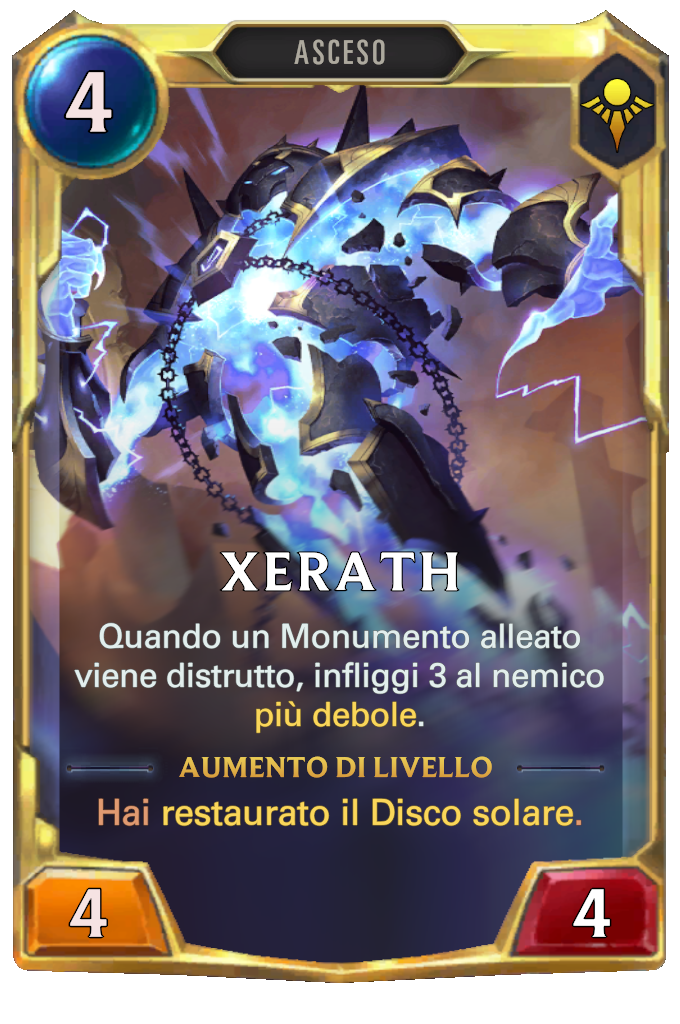 ASCESO
4
XERATH
Quando un Monumento alleato
viene distrutto, infliggi 3 al nemico
più debole.
AUMENTO DI LIVELLO
Hai restaurato il Disco solare.
4
4